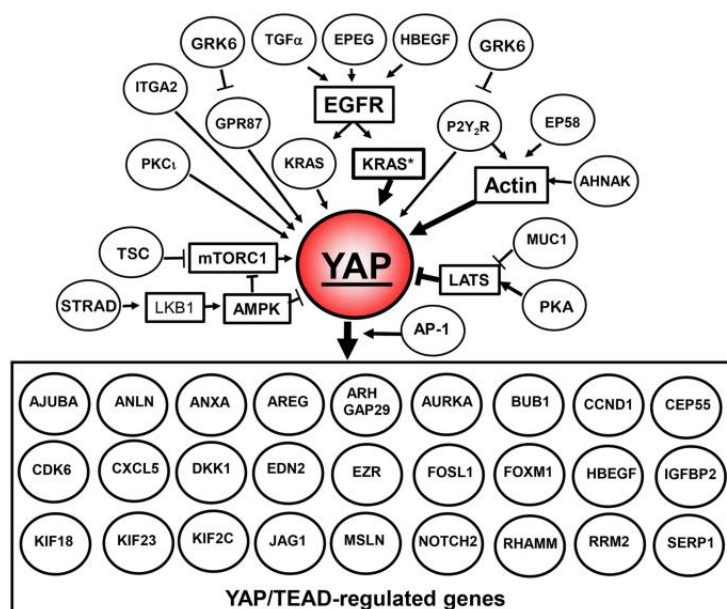 GRK6
TGFα
EPEG
HBEGF
GRK6
ITGA2
GPR87
EGFR
P2Y₂R
EP58
PKCι
KRAS
KRAS*
Actin
AHNAK
TSC
mTORC1
YAP
LATS
MUC1
STRAD
LKB1
AMPK
PKA
AP-1
AJUBA
ANLN
ANXA
AREG
ARH
GAP29
AURKA
BUB1
CCND1
CEP55
CDK6
CXCL5
DKK1
EDN2
EZR
FOSL1
FOXM1
HBEGF
IGFBP2
KIF18
KIF23
KIF2C
JAG1
MSLN
NOTCH2
RHAMM
RRM2
SERP1
YAP/TEAD-regulated genes